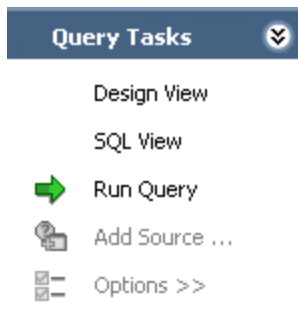 Query Tasks
Design View
SQL View
Run Query
Add Source ...
Options >>